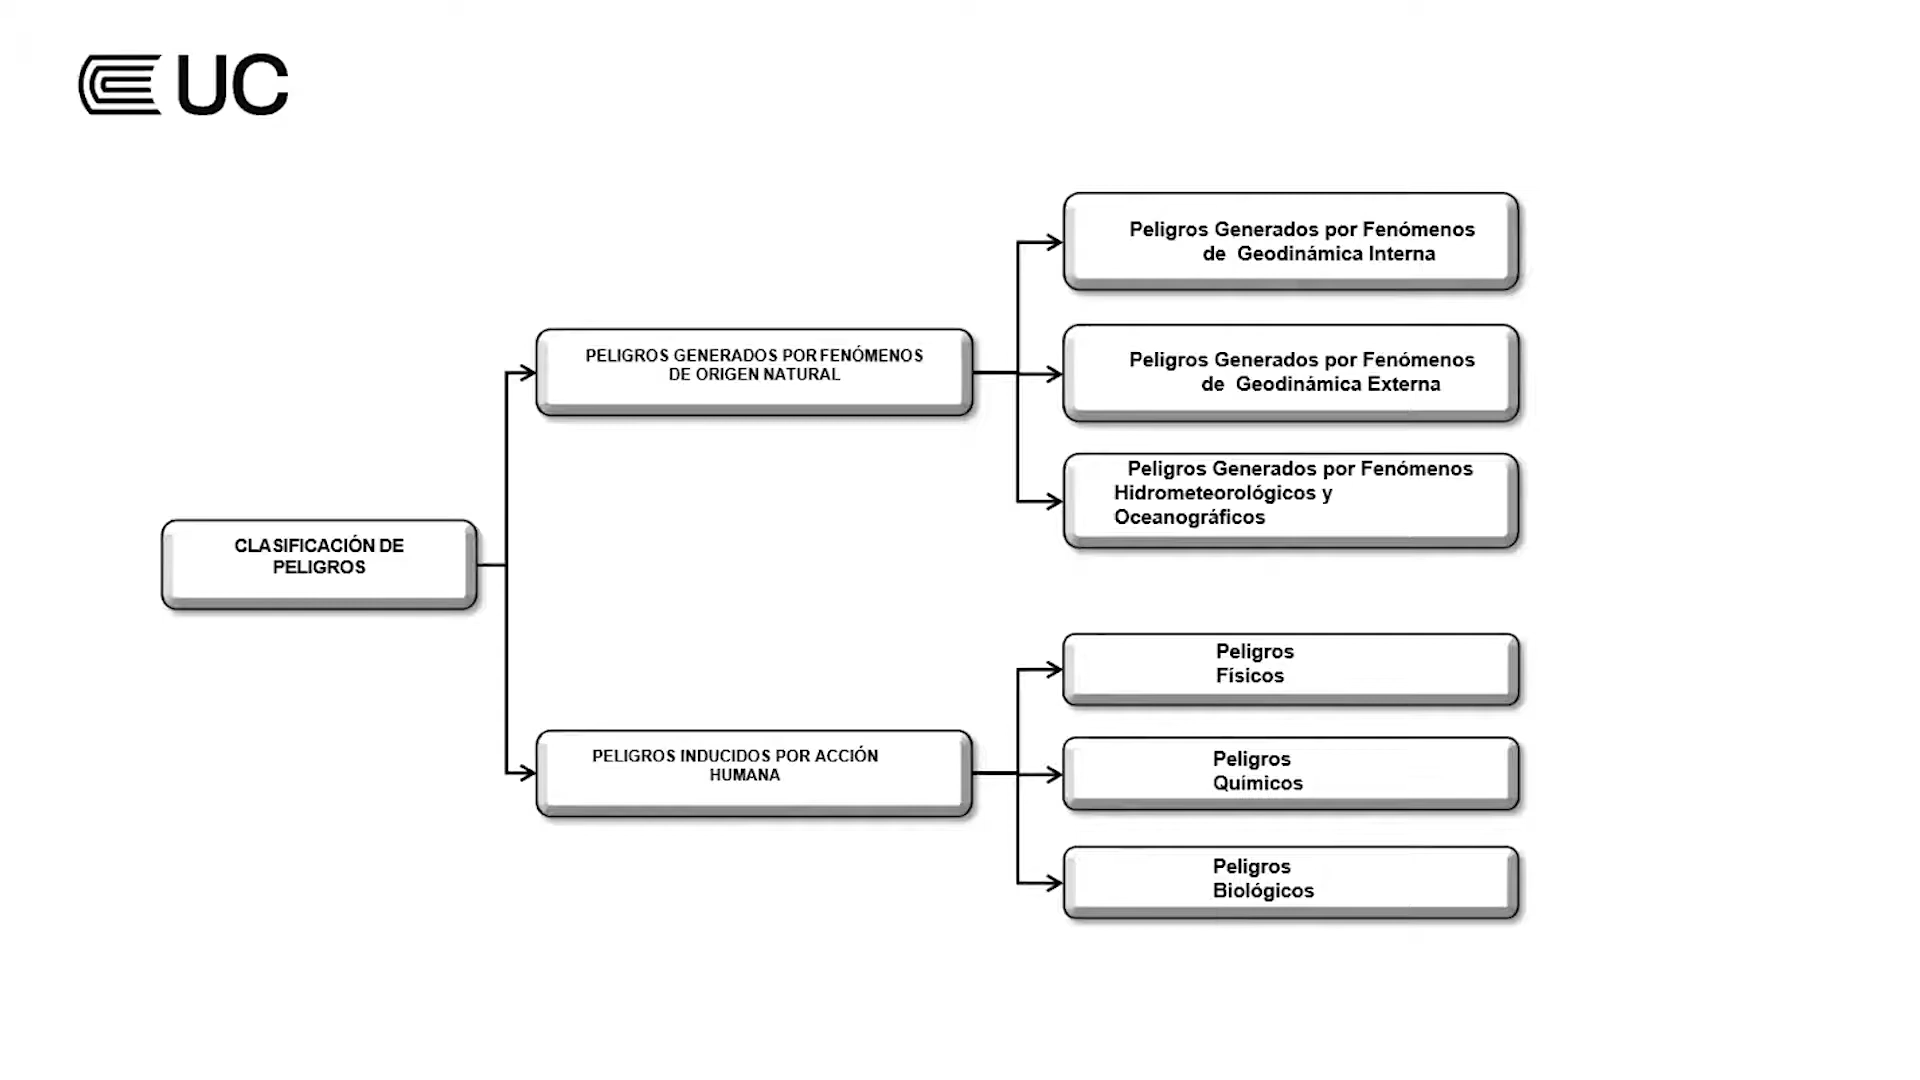 UC
Peligros Generados por Fenómenos
de Geodinámica Interna
PELIGROS GENERADOS POR FENÓMENOS
DE ORIGEN NATURAL
Peligros Generados por Fenómenos
de Geodinámica Externa
Peligros Generados por Fenómenos
Hidrometeorológicos y
Oceanográficos
CLASIFICACIÓN DE
PELIGROS
Peligros
Físicos
PELIGROS INDUCIDOS POR ACCIÓN
HUMANA
Peligros
Químicos
Peligros
Biológicos